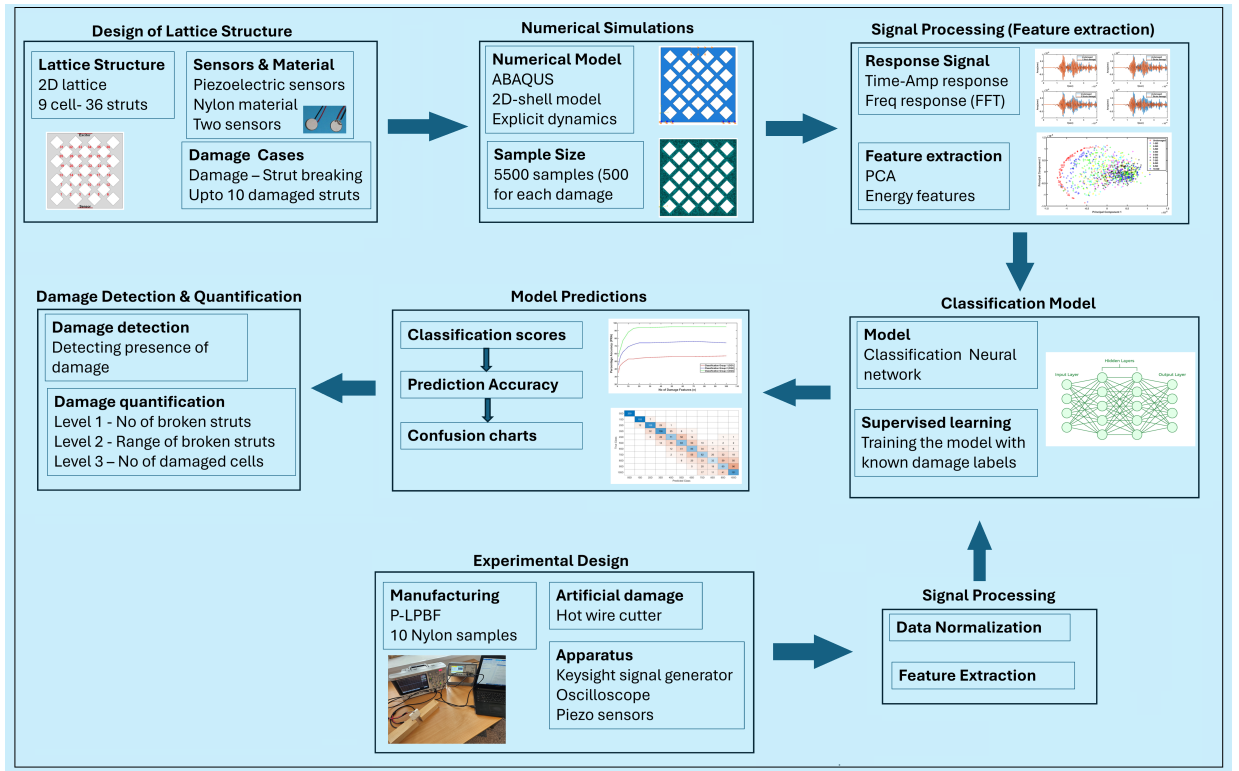 Design of Lattice Structure
Lattice Structure
2D lattice
9 cell- 36 struts
Sensors & Material
Piezoelectric sensors
Nylon material
Two sensors
Damage Cases
Damage – Strut breaking
Upto 10 damaged struts
Numerical Simulations
Numerical Model
ABAQUS
2D-shell model
Explicit dynamics
Sample Size
5500 samples (500
for each damage
Signal Processing (Feature extraction)
Response Signal
Time-Amp response
Freq response (FFT)
Feature extraction
PCA
Energy features
Damage Detection & Quantification
Damage detection
Detecting presence of
damage
Damage quantification
Level 1 - No of broken struts
Level 2 - Range of broken struts
Level 3 – No of damaged cells
Model Predictions
Classification scores
Prediction Accuracy
Confusion charts
Classification Model
Model
Classification Neural
network
Supervised learning
Training the model with
known damage labels
Hidden Layers
Input Layer
Output Layer
Experimental Design
Manufacturing
P-LPBF
10 Nylon samples
Artificial damage
Hot wire cutter
Apparatus
Keysight signal generator
Oscilloscope
Piezo sensors
Signal Processing
Data Normalization
Feature Extraction